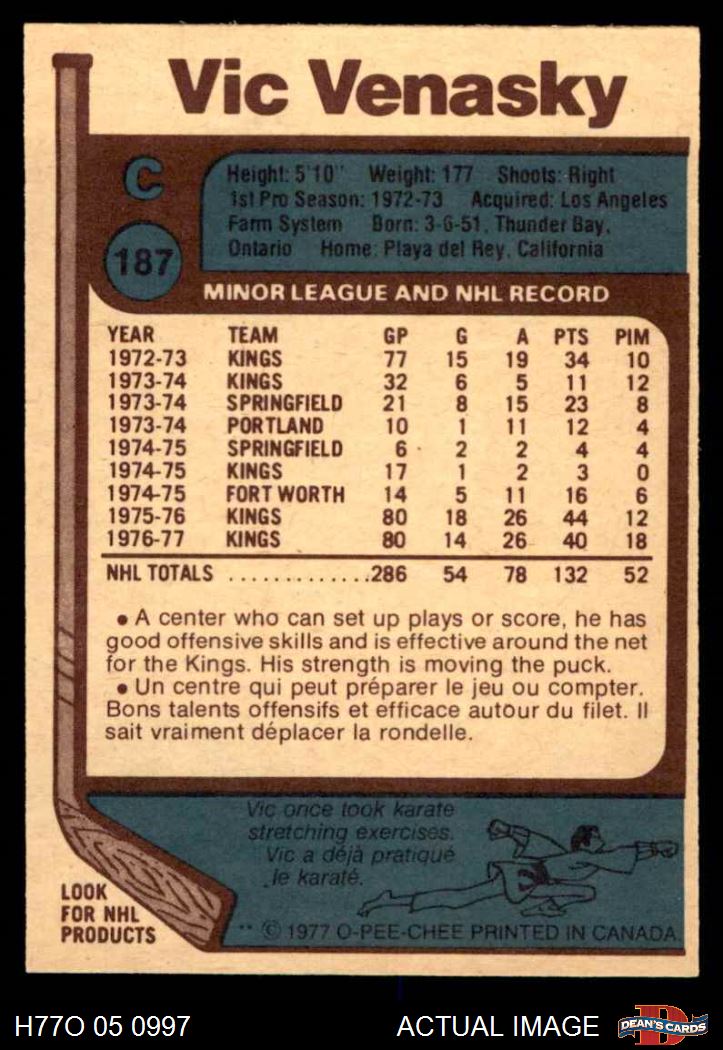 Vic Venasky
C
187
Height: 5'10" Weight: 177 Shoots: Right
1st Pro Season: 1972-73 Acquired: Los Angeles
Farm System Born: 3-6-51, Thunder Bay,
Ontario Home: Playa del Rey, California
MINOR LEAGUE AND NHL RECORD
YEAR TEAM GP G A PTS PIM
1972-73 KINGS 77 15 19 34 10
1973-74 KINGS 32 6 5 11 12
1973-74 SPRINGFIELD 21 8 15 23 8
1973-74 PORTLAND 10 1 11 12 4
1974-75 SPRINGFIELD 6 2 2 4 4
1974-75 KINGS 17 1 2 3 0
1974-75 FORT WORTH 14 5 11 16 6
1975-76 KINGS 80 18 26 44 12
1976-77 KINGS 80 14 26 40 18
NHL TOTALS .............286 54 78 132 52
• A center who can set up plays or score, he has
good offensive skills and is effective around the net
for the Kings. His strength is moving the puck.
• Un centre qui peut préparer le jeu ou compter.
Bons talents offensifs et efficace autour du filet. Il
sait vraiment déplacer la rondelle.
Vic once took karate
stretching exercises.
Vic a déjà pratiqué
le karaté.
LOOK
FOR NHL
PRODUCTS
** © 1977 O-PEE-CHEE PRINTED IN CANADA
H77O 05 0997
ACTUAL IMAGE
D
DEAN'S CARDS